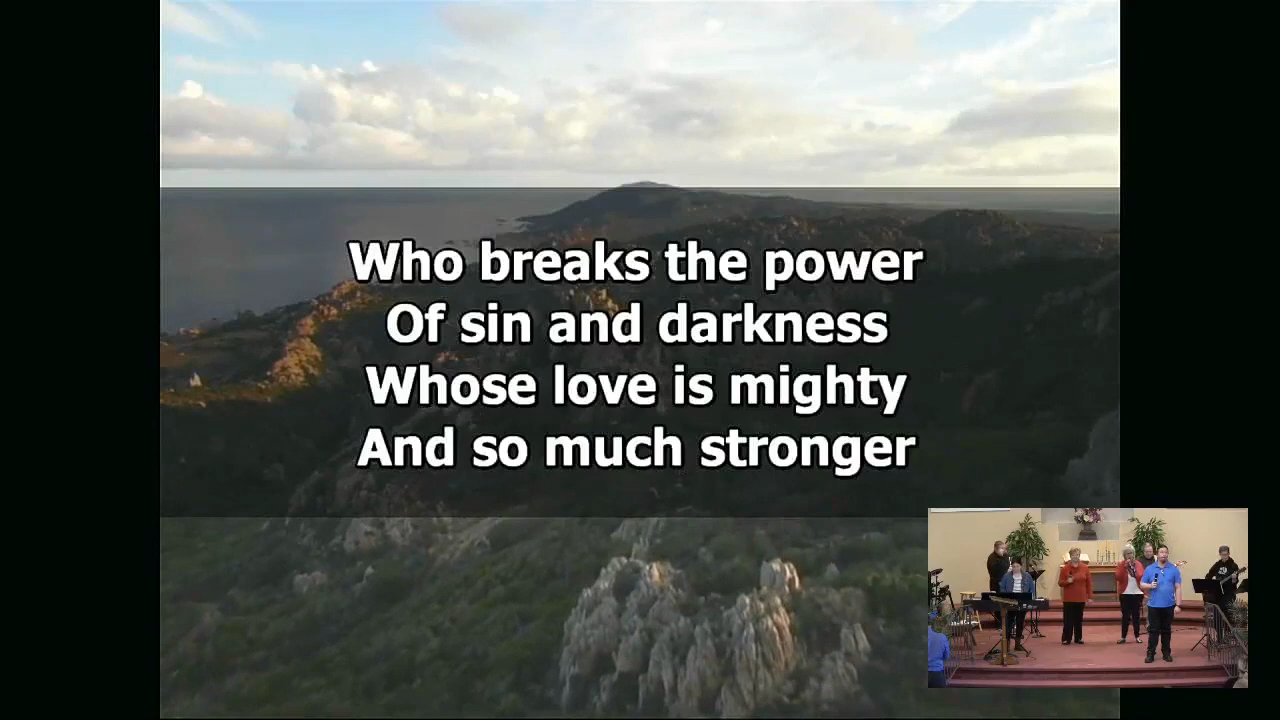 Who breaks the power
Of sin and darkness
Whose love is mighty
And so much stronger